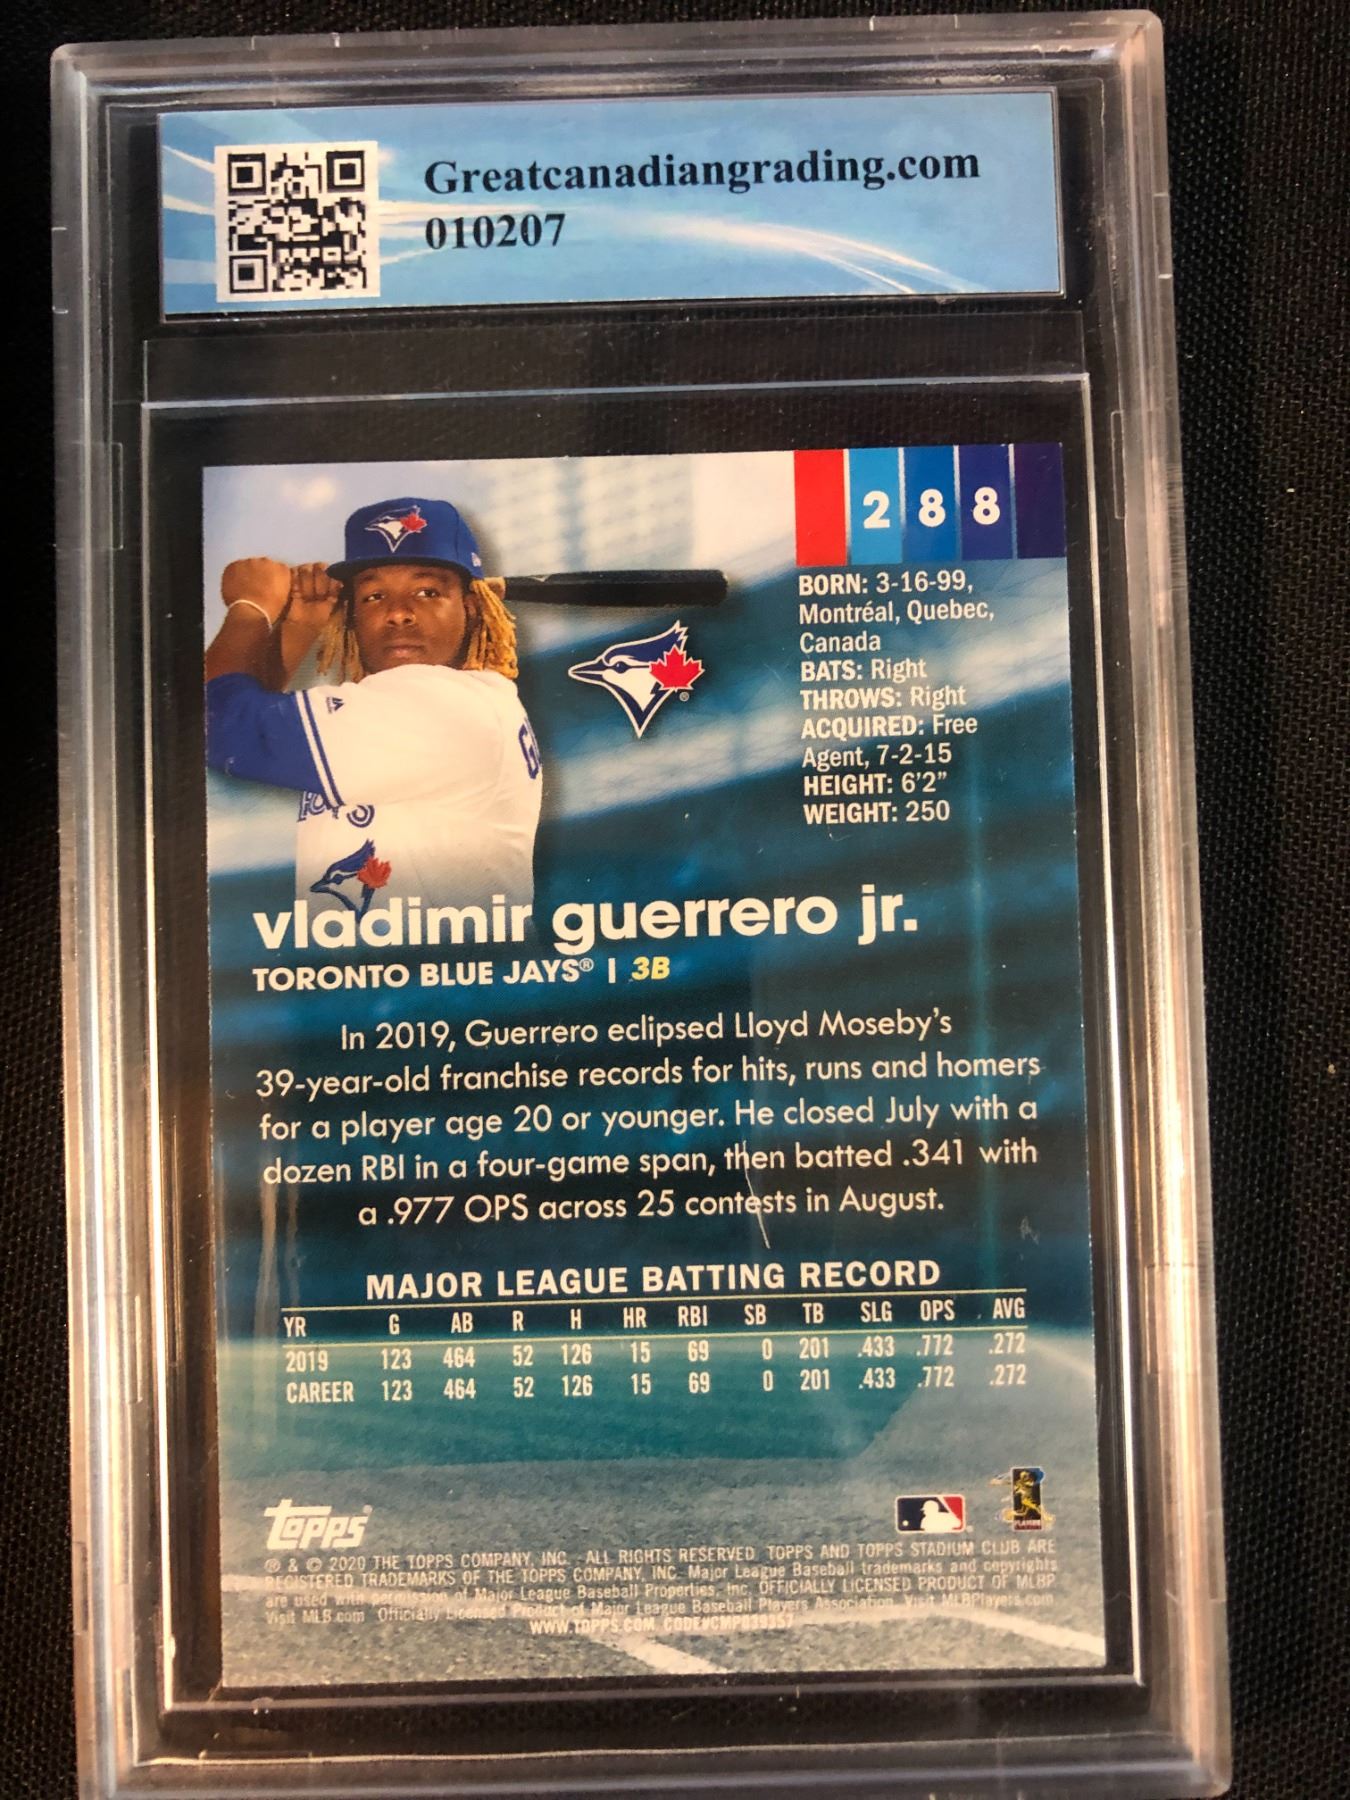 Greatcanadiangrading.com
010207
288
BORN: 3-16-99,
Montréal, Quebec,
Canada
BATS: Right
THROWS: Right
ACQUIRED: Free
Agent, 7-2-15
HEIGHT: 6'2"
WEIGHT: 250
vladimir guerrero jr.
TORONTO BLUE JAYS® | 3B
In 2019, Guerrero eclipsed Lloyd Moseby's
39-year-old franchise records for hits, runs and homers
for a player age 20 or younger. He closed July with a
dozen RBI in a four-game span, then batted .341 with
a .977 OPS across 25 contests in August.
MAJOR LEAGUE BATTING RECORD
YR G AB R H HR RBI SB TB SLG OPS AVG
2019 123 464 52 126 15 69 0 201 .433 .772 .272
CAREER 123 464 52 126 15 69 0 201 .433 .772 .272
Topps
® & © 2020 THE TOPPS COMPANY, INC. ALL RIGHTS RESERVED. TOPPS AND TOPPS STADIUM CLUB ARE
REGISTERED TRADEMARKS OF THE TOPPS COMPANY, INC. Major League Baseball trademarks and copyrights
are used with permission of Major League Baseball Properties, Inc. OFFICIALLY LICENSED PRODUCT OF MLBP
Visit MLB.com Officially Licensed Product of Major League Baseball Players Association. Visit MLBPlayers.com
WWW.TOPPS.COM CODE#CMP039357